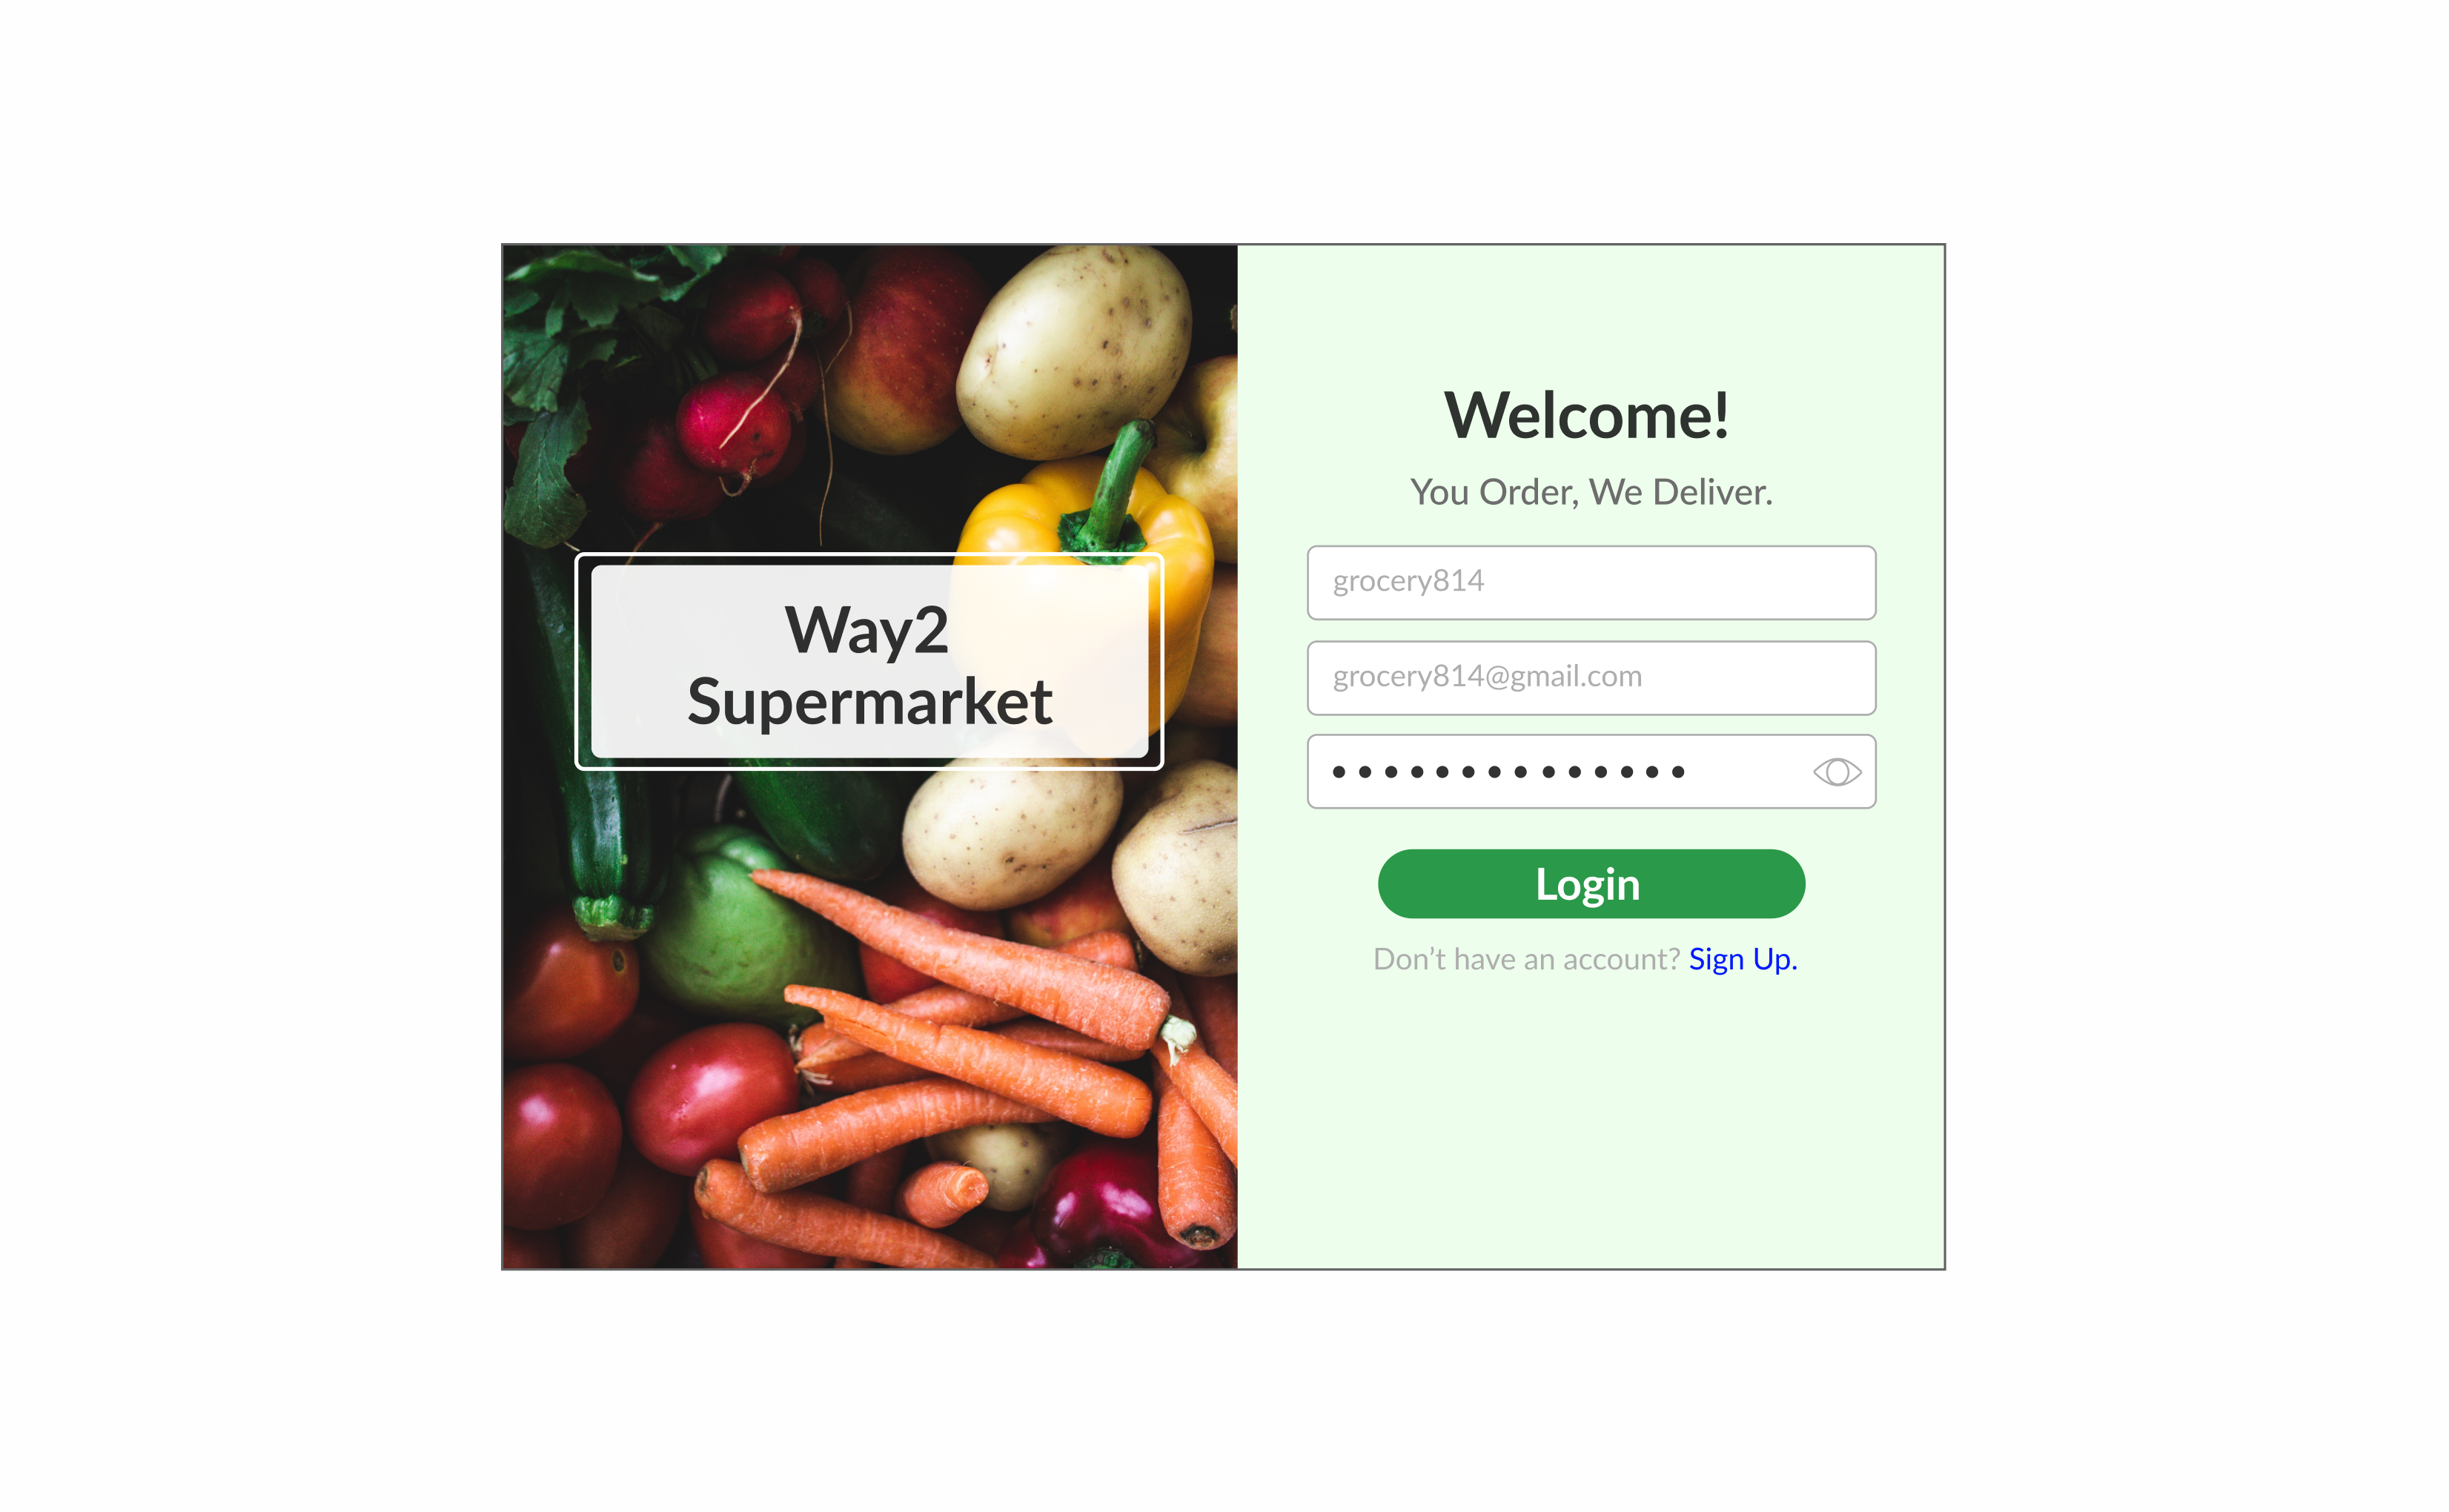 Way2
Supermarket
Welcome!
You Order, We Deliver.
grocery814
grocery814@gmail.com
Login
Don’t have an account? Sign Up.